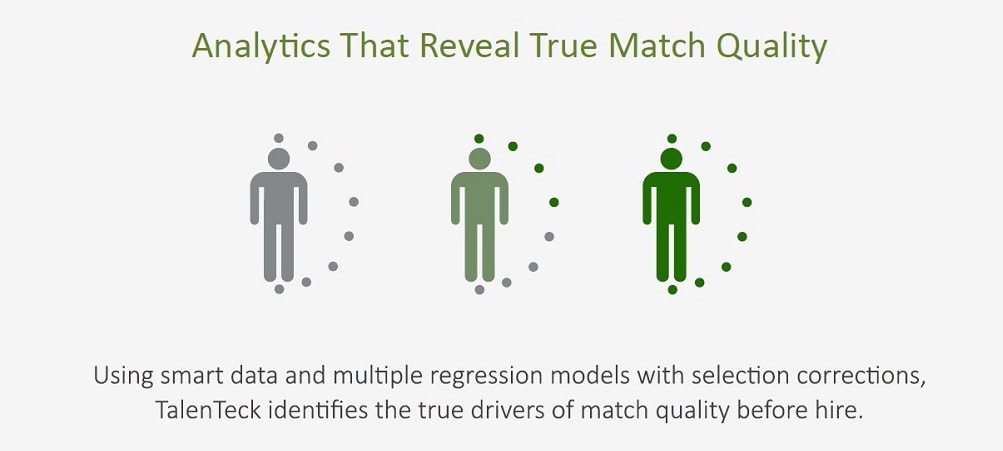 Analytics That Reveal True Match Quality
Using smart data and multiple regression models with selection corrections,
TalenTeck identifies the true drivers of match quality before hire.